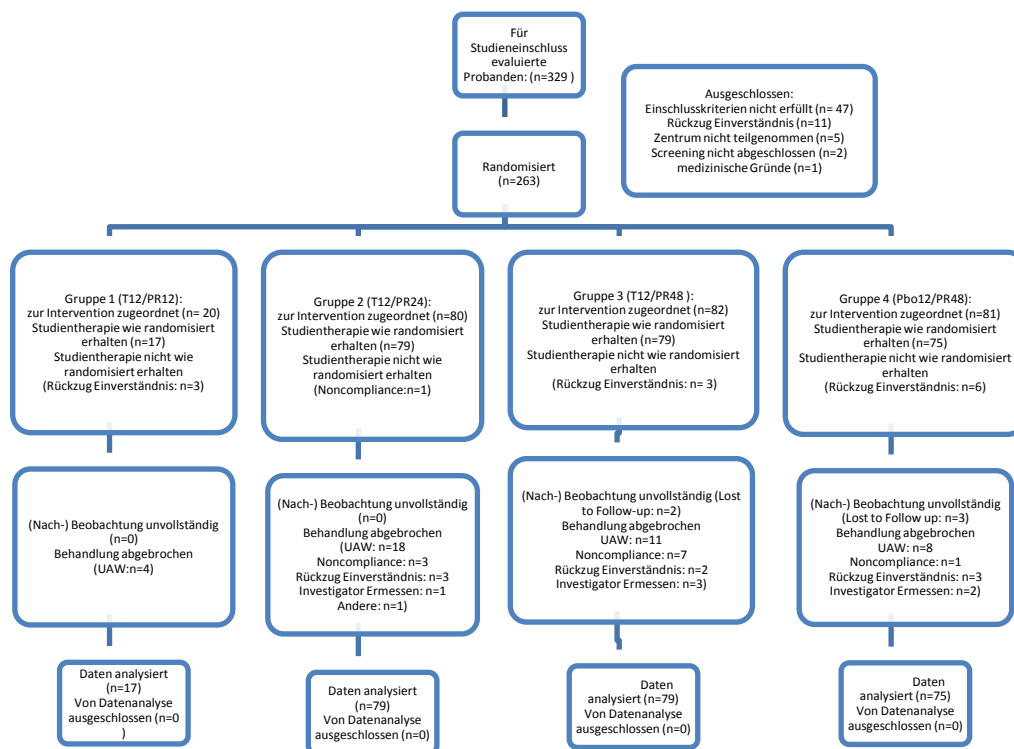 Für
Studieneinschluss
evaluierte
Probanden: (n=329 )
Ausgeschlossen:
Einschlusskriterien nicht erfüllt (n= 47)
Rückzug Einverständnis (n=11)
Zentrum nicht teilgenommen (n=5)
Screening nicht abgeschlossen (n=2)
medizinische Gründe (n=1)
Randomisiert
(n=263)
Gruppe 1 (T12/PR12):
zur Intervention zugeordnet (n= 20)
Studientherapie wie randomisiert
erhalten
(n=17)
Studientherapie nicht wie
randomisiert erhalten
(Rückzug Einverständnis: n=3)
Gruppe 2 (T12/PR24):
zur Intervention zugeordnet (n=80)
Studientherapie wie randomisiert
erhalten
(n=79)
Studientherapie nicht wie
randomisiert erhalten
(Noncompliance:n=1)
Gruppe 3 (T12/PR48 ):
zur Intervention zugeordnet (n=82)
Studientherapie wie randomisiert
erhalten
(n=79)
Studientherapie nicht wie randomisiert
erhalten
(Rückzug Einverständnis: n= 3)
Gruppe 4 (Pbo12/PR48):
zur Intervention zugeordnet (n=81)
Studientherapie wie randomisiert
erhalten (n=75)
Studientherapie nicht wie randomisiert
erhalten
(Rückzug Einverständnis: n=6)
(Nach-) Beobachtung unvollständig
(n=0)
Behandlung abgebrochen
(UAW:n=4)
(Nach-) Beobachtung unvollständig
(n=0)
Behandlung abgebrochen
(UAW: n=18
Noncompliance: n=3
Rückzug Einverständnis: n=3
Investigator Ermessen: n=1
Andere: n=1)
(Nach-) Beobachtung unvollständig (Lost
to Follow-up: n=2)
Behandlung abgebrochen
UAW: n=11
Noncompliance: n=7
Rückzug Einverständnis: n=2
Investigator Ermessen: n=3)
(Nach-) Beobachtung unvollständig
(Lost to Follow up: n=3)
Behandlung abgebrochen
UAW: n=8
Noncompliance: n=1
Rückzug Einverständnis: n=3
Investigator Ermessen: n=2)
Daten analysiert
(n=17)
Von Datenanalyse
ausgeschlossen (n=0
)
Daten analysiert
(n=79)
Von Datenanalyse
ausgeschlossen (n=0)
Daten
analysiert (n=79)
Von Datenanalyse
ausgeschlossen (n=0)
Daten
analysiert (n=75)
Von Datenanalyse
ausgeschlossen (n=0)